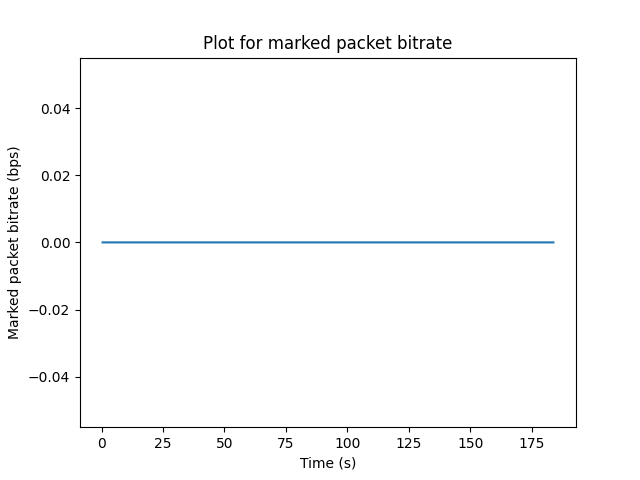 Plot for marked packet bitrate
Marked packet bitrate (bps)
0.04
0.02
0.00
−0.02
−0.04
0 25 50 75 100 125 150 175
Time (s)